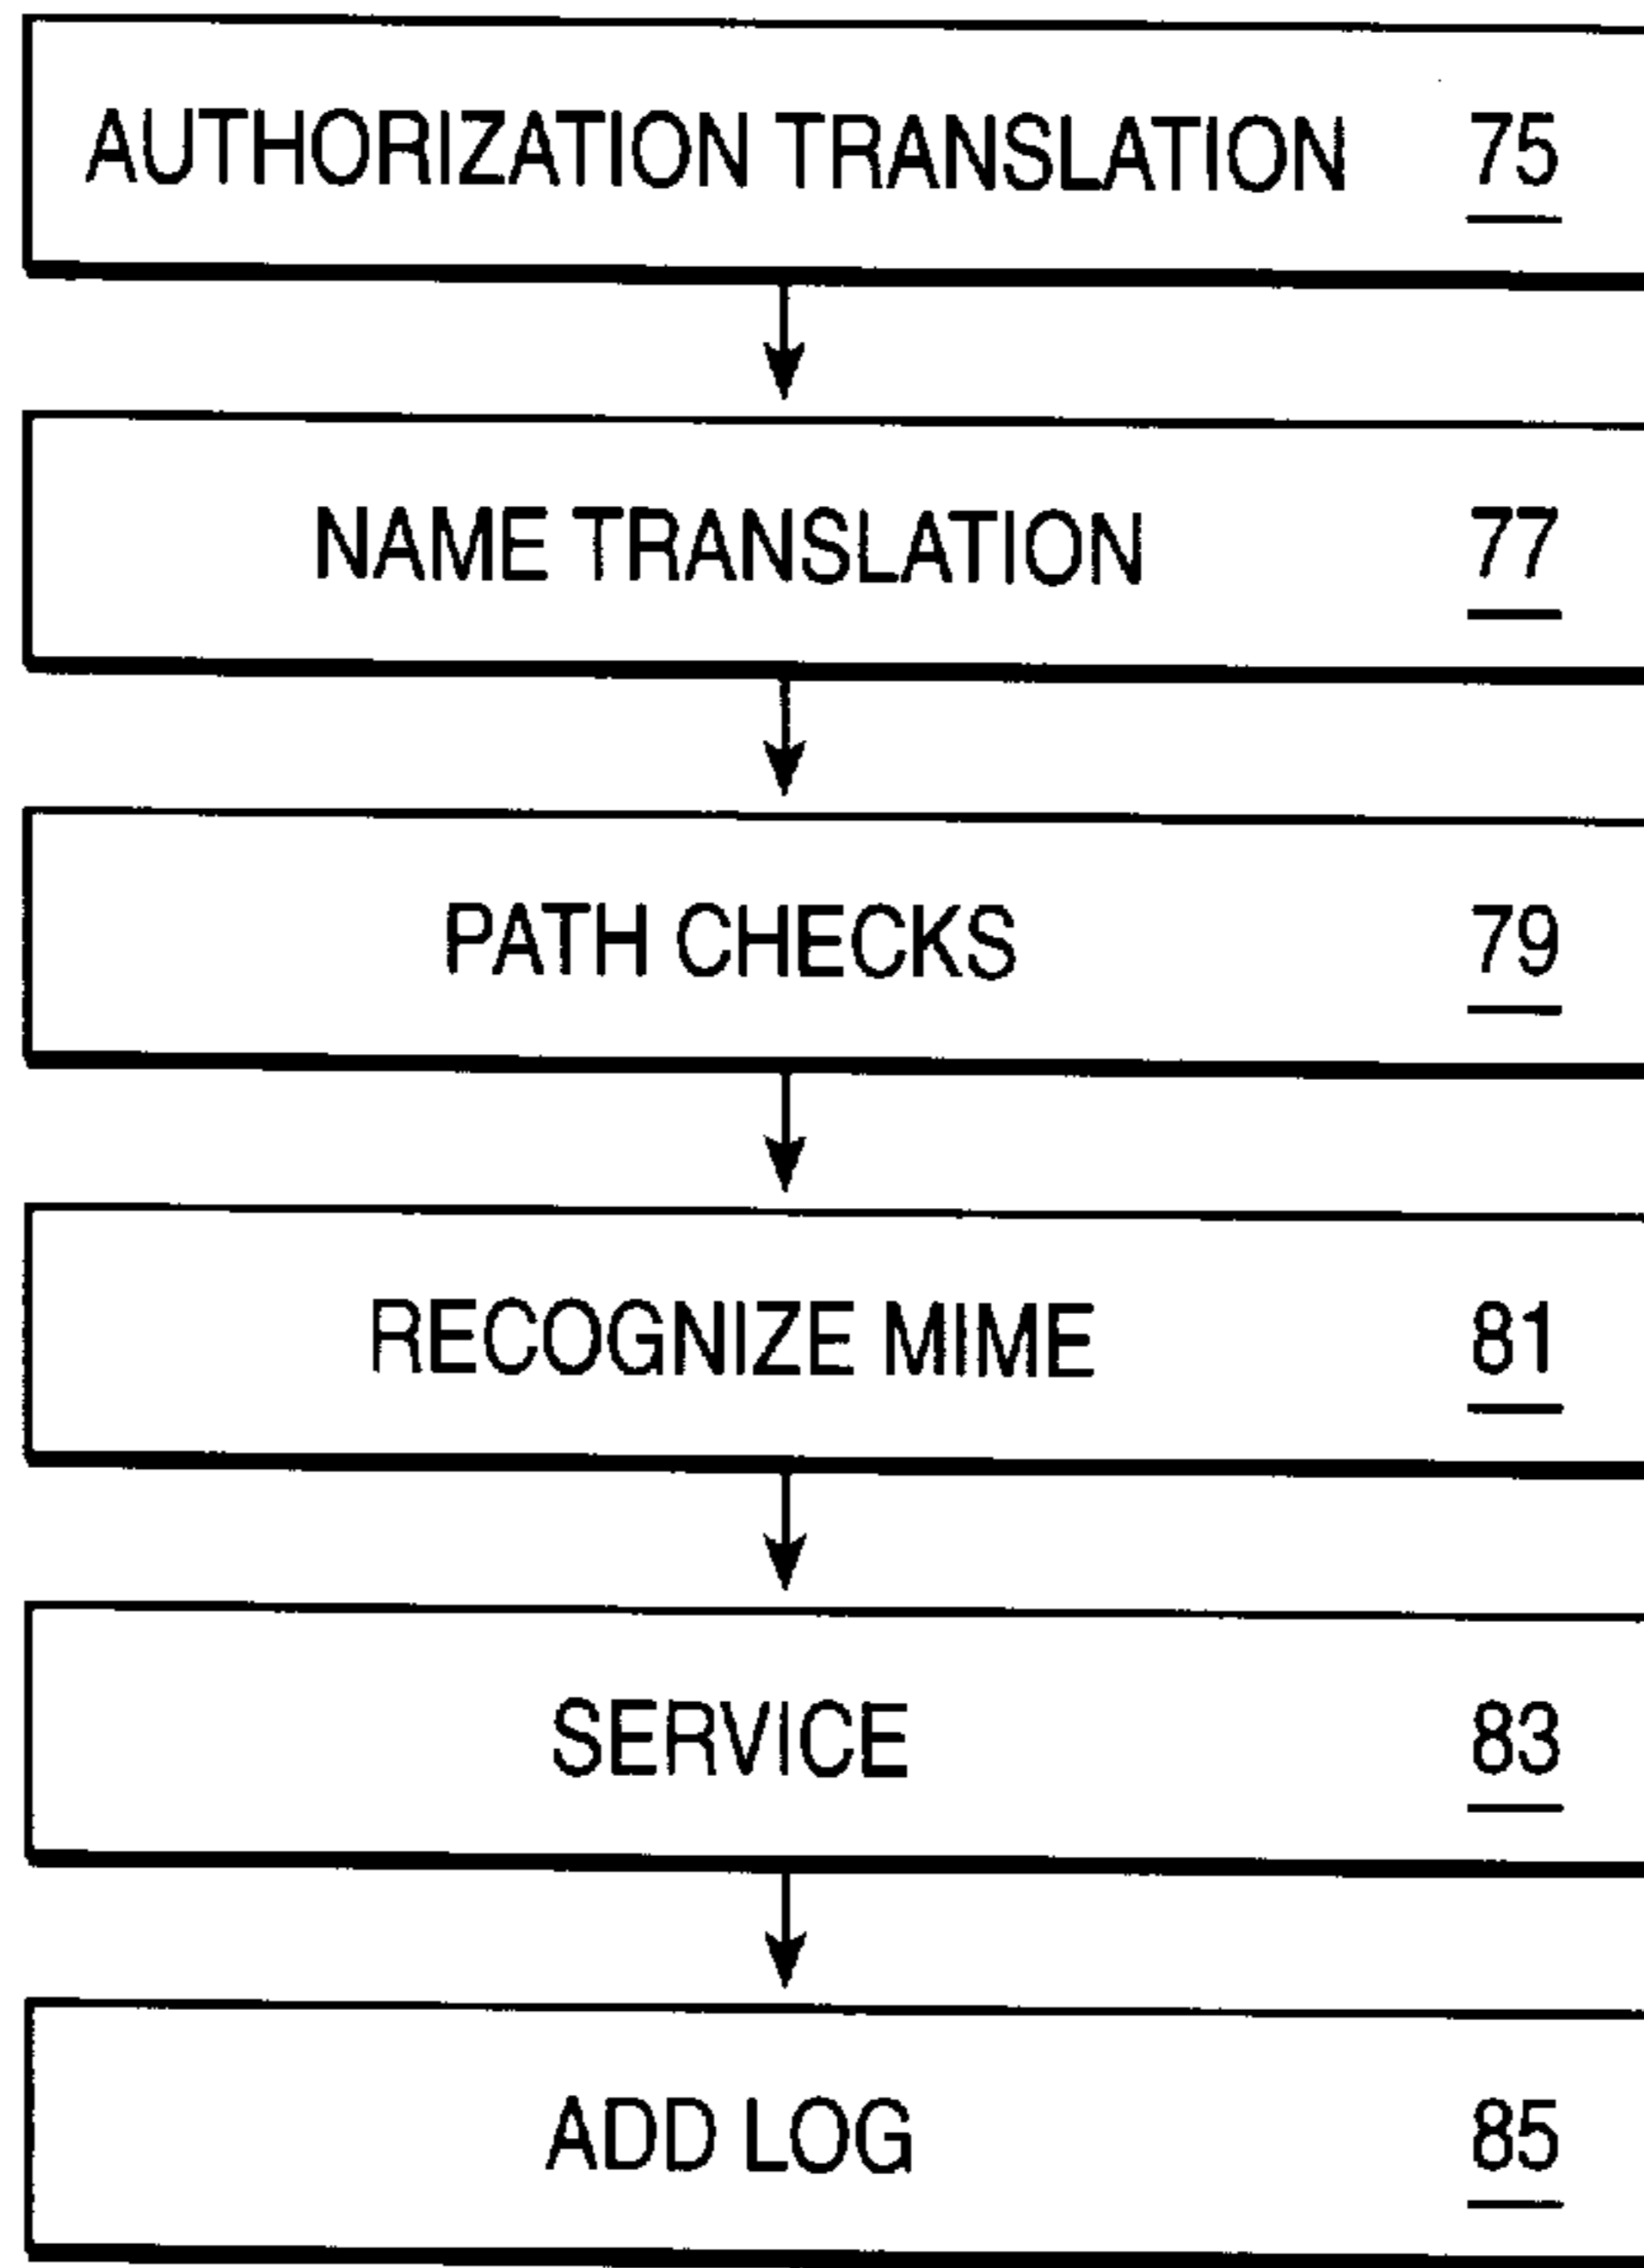 AUTHORIZATION TRANSLATION 75
NAME TRANSLATION 77
PATH CHECKS 79
RECOGNIZE MIME 81
SERVICE 83
ADD LOG 85